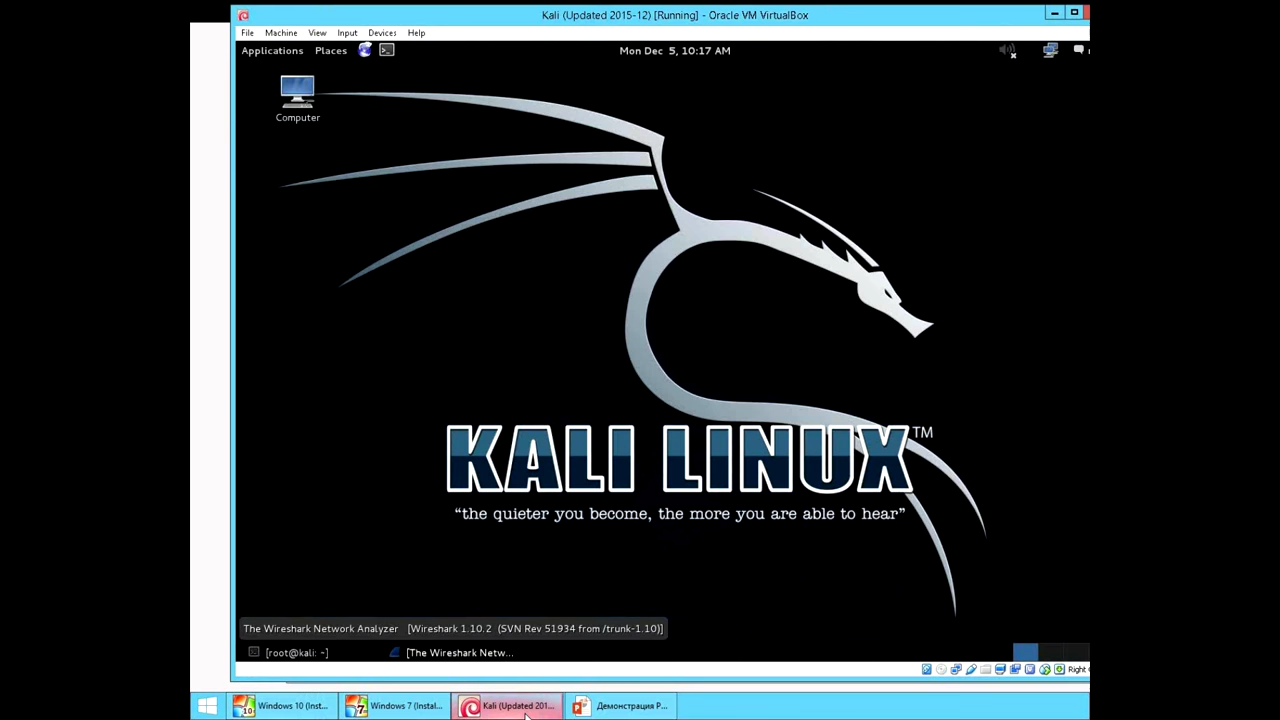 Kali (Updated 2015-12) [Running] - Oracle VM VirtualBox
File Machine View Input Devices Help
Applications Places Mon Dec 5, 10:17 AM
Computer
KALI LINUX TM
“the quieter you become, the more you are able to hear”
The Wireshark Network Analyzer [Wireshark 1.10.2 (SVN Rev 51934 from /trunk-1.10)]
[root@kali: ~] [The Wireshark Netw...
Right
Windows 10 (Inst... Windows 7 (Instal... Kali (Updated 201... Демонстрация P...